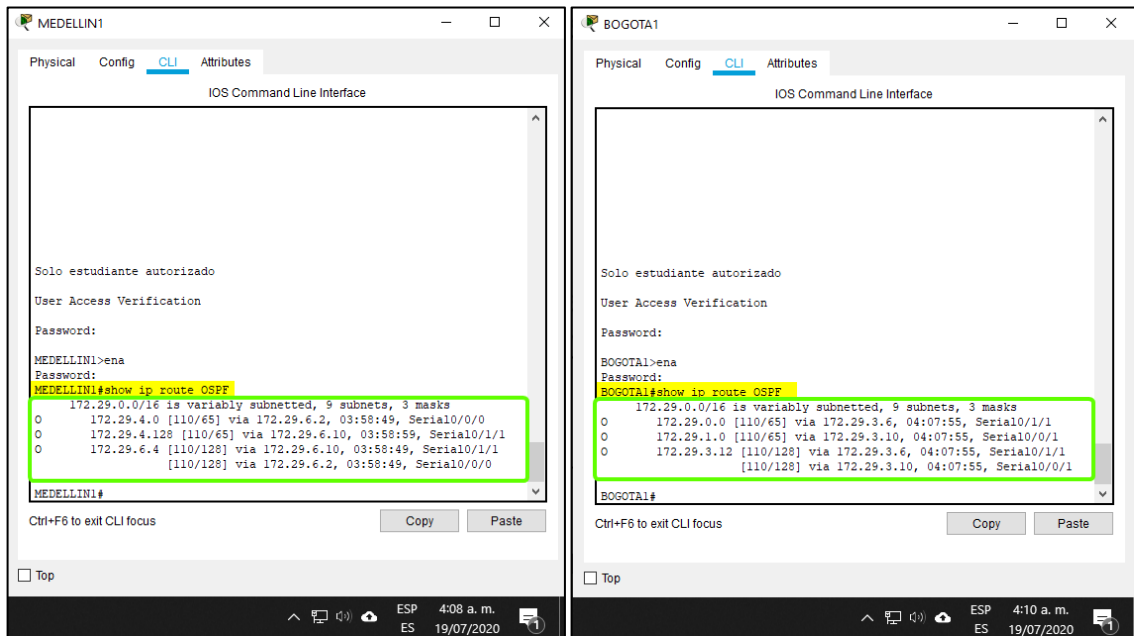 MEDELLIN1
Physical Config CLI Attributes
IOS Command Line Interface
Solo estudiante autorizado
User Access Verification
Password:
MEDELLIN1>ena
Password:
MEDELLIN1#show ip route OSPF
172.29.0.0/16 is variably subnetted, 9 subnets, 3 masks
O 172.29.4.0 [110/65] via 172.29.6.2, 03:58:49, Serial0/0/0
O 172.29.4.128 [110/65] via 172.29.6.10, 03:58:59, Serial0/1/1
O 172.29.6.4 [110/128] via 172.29.6.10, 03:58:49, Serial0/1/1
[110/128] via 172.29.6.2, 03:58:49, Serial0/0/0
MEDELLIN1#
Ctrl+F6 to exit CLI focus
Copy Paste
Top
ESP 4:08 a. m.
ES 19/07/2020
1
BOGOTA1
Physical Config CLI Attributes
IOS Command Line Interface
Solo estudiante autorizado
User Access Verification
Password:
BOGOTA1>ena
Password:
BOGOTA1#show ip route OSPF
172.29.0.0/16 is variably subnetted, 9 subnets, 3 masks
O 172.29.0.0 [110/65] via 172.29.3.6, 04:07:55, Serial0/1/1
O 172.29.1.0 [110/65] via 172.29.3.10, 04:07:55, Serial0/0/1
O 172.29.3.12 [110/128] via 172.29.3.6, 04:07:55, Serial0/1/1
[110/128] via 172.29.3.10, 04:07:55, Serial0/0/1
BOGOTA1#
Ctrl+F6 to exit CLI focus
Copy Paste
Top
ESP 4:10 a. m.
ES 19/07/2020
1